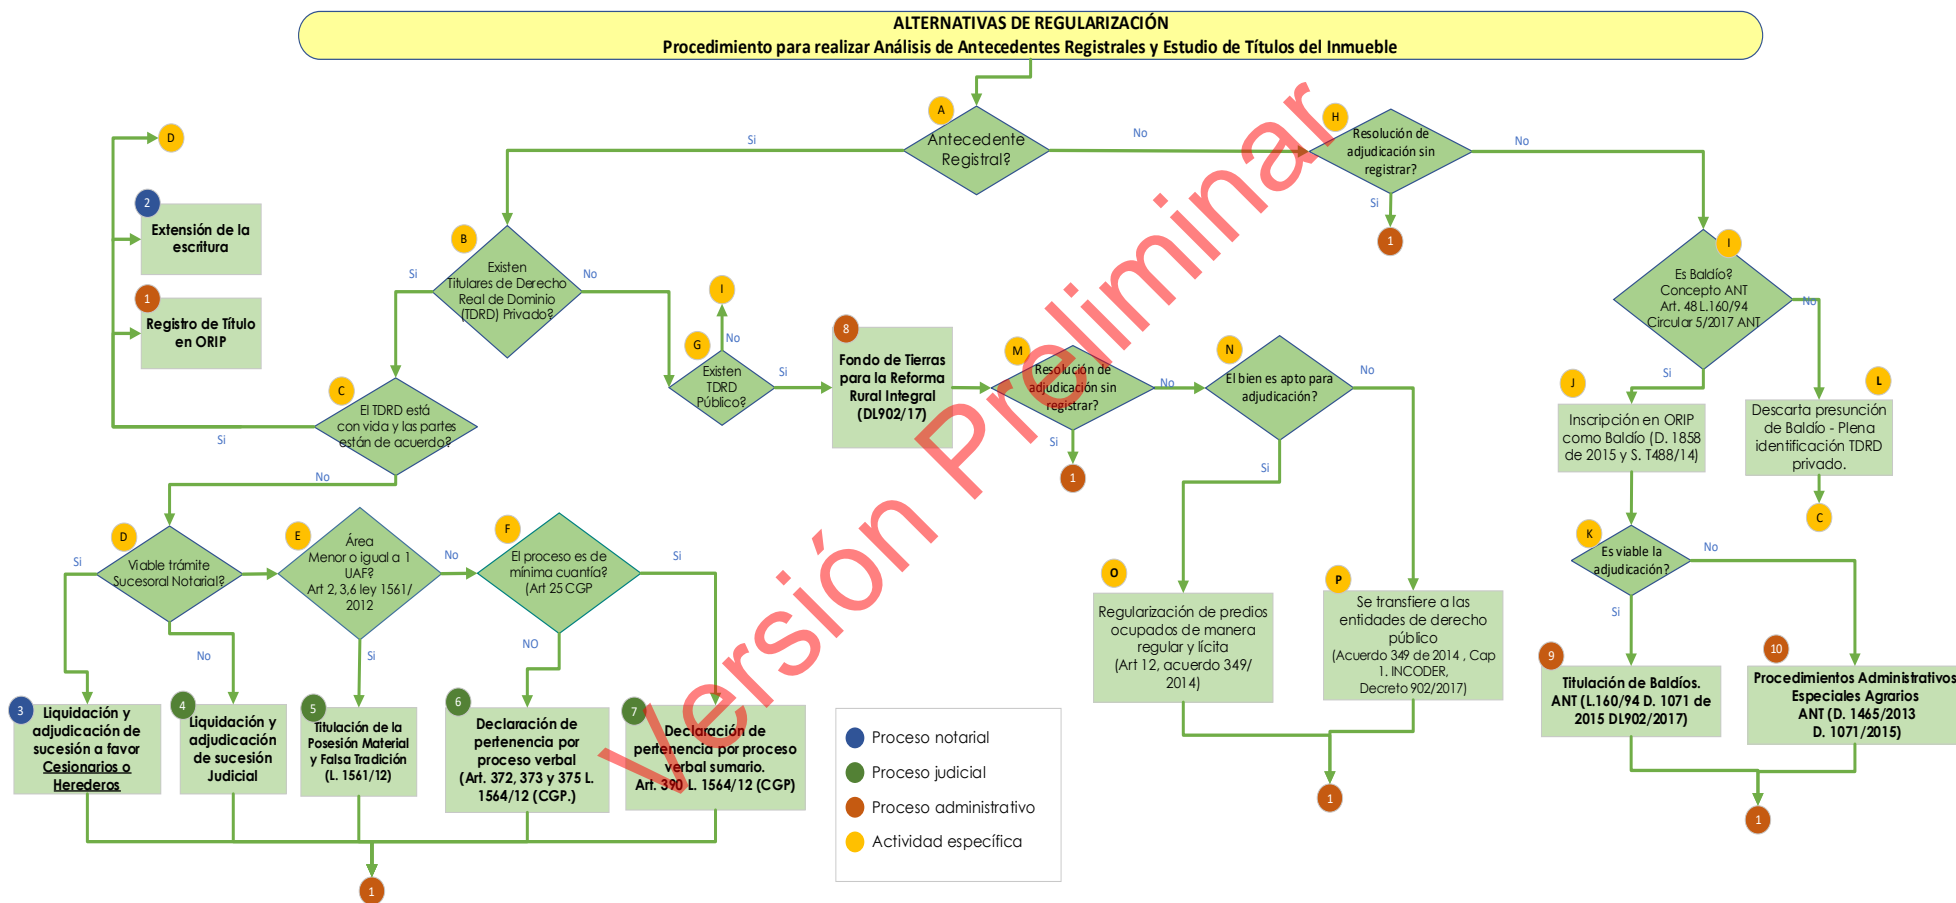 ALTERNATIVAS DE REGULARIZACIÓN
Procedimiento para realizar Análisis de Antecedentes Registrales y Estudio de Títulos del Inmueble
A
Antecedente
Registral?
Si
No
H
Resolución de
adjudicación sin
registrar?
No
Si
1
D
2
Extensión de la
escritura
1
Registro de Título
en ORIP
B
Existen
Titulares de Derecho
Real de Dominio
(TDRD) Privado?
Si
No
C
El TDRD está
con vida y las partes
están de acuerdo?
Si
No
I
No
G
Existen
TDRD
Público?
Si
8
Fondo de Tierras
para la Reforma
Rural Integral
(DL902/17)
M
Resolución de
adjudicación sin
registrar?
No
Si
1
N
El bien es apto para
adjudicación?
No
Si
I
Es Baldío?
Concepto ANT
Art. 48 L.160/94
Circular 5/2017 ANT
No
Si
J
Inscripción en ORIP
como Baldío (D. 1858
de 2015 y S. T488/14)
L
Descarta presunción
de Baldío - Plena
identificación TDRD
privado.
C
K
Es viable la
adjudicación?
No
Si
D
Viable trámite
Sucesoral Notarial?
Si
No
E
Área
Menor o igual a 1
UAF?
Art 2, 3,6 ley 1561/
2012
No
Si
F
El proceso es de
mínima cuantía?
(Art 25 CGP
Si
NO
O
Regularización de predios
ocupados de manera
regular y lícita
(Art 12, acuerdo 349/
2014)
P
Se transfiere a las
entidades de derecho
público
(Acuerdo 349 de 2014 , Cap
1. INCODER,
Decreto 902/2017)
1
3
Liquidación y
adjudicación de
sucesión a favor
Cesionarios o
Herederos
4
Liquidación y
adjudicación
de sucesión
Judicial
5
Titulación de la
Posesión Material
y Falsa Tradición
(L. 1561/12)
6
Declaración de
pertenencia por
proceso verbal
(Art. 372, 373 y 375 L.
1564/12 (CGP.)
7
Declaración de
pertenencia por proceso
verbal sumario.
Art. 390 L. 1564/12 (CGP)
1
9
Titulación de Baldíos.
ANT (L.160/94 D. 1071 de
2015 DL902/2017)
10
Procedimientos Administrativos
Especiales Agrarios
ANT (D. 1465/2013
D. 1071/2015)
1
Proceso notarial
Proceso judicial
Proceso administrativo
Actividad específica
Versión Preliminar